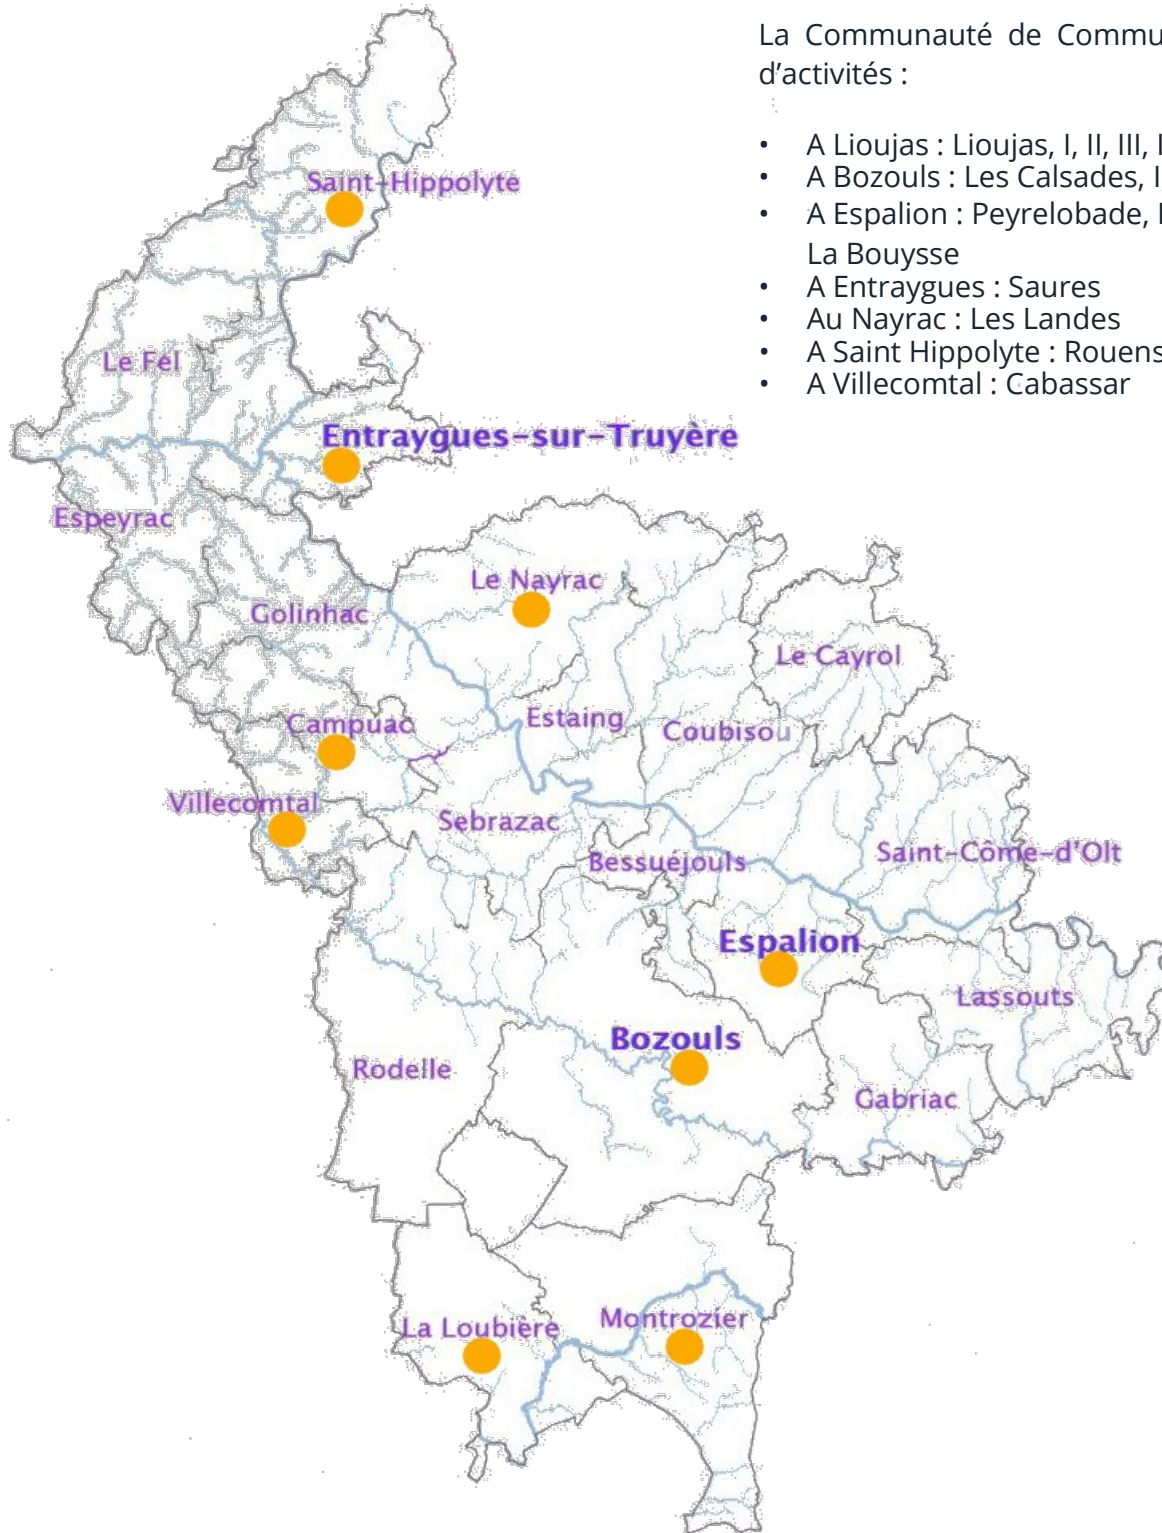 La Communauté de Commu
d’activités :
• A Lioujas : Lioujas, I, II, III, I
• A Bozouls : Les Calsades, I
• A Espalion : Peyrelobade, I
La Bouysse
• A Entraygues : Saures
• Au Nayrac : Les Landes
• A Saint Hippolyte : Rouens
• A Villecomtal : Cabassar
Saint-Hippolyte
Le Fel
Entraygues-sur-Truyère
Espeyrac
Le Nayrac
Golinhac
Le Cayrol
Estaing
Campuac
Coubisou
Villecomtal
Sebrazac
Saint-Côme-d’Olt
Bessuéjouls
Espalion
Lassouts
Bozouls
Rodelle
Gabriac
Montrozier
La Loubière